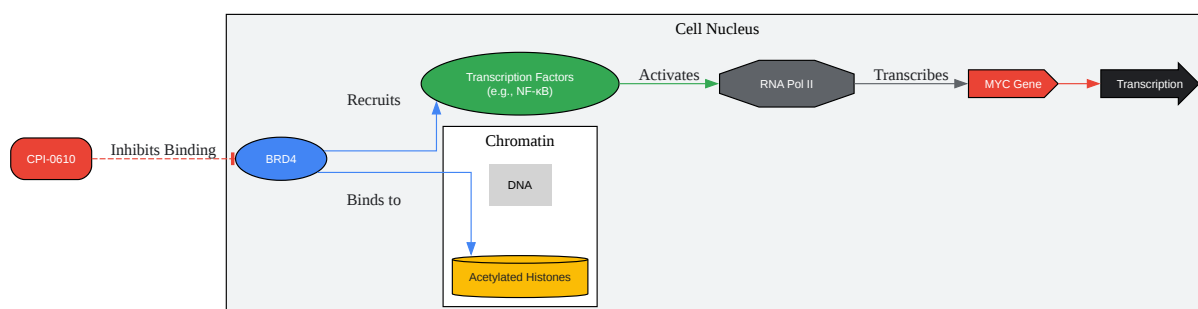 Cell Nucleus
Transcription Factors
(e.g., NF-κB)
Activates
RNA Pol II
Transcribes
MYC Gene
Transcription
Recruits
Chromatin
CPI-0610
Inhibits Binding
BRD4
DNA
Binds to
Acetylated Histones